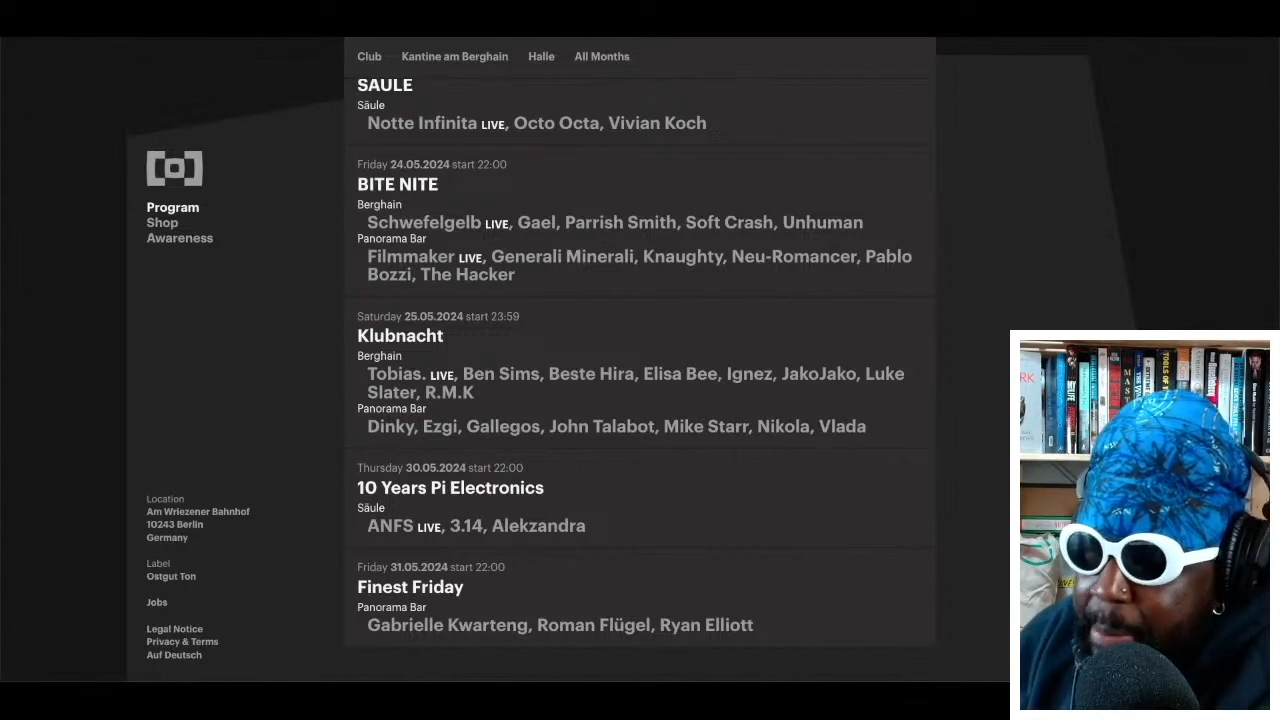 Club Kantine am Berghain Halle All Months
SÄULE
Säule
Notte Infinita LIVE, Octo Octa, Vivian Koch
Friday 24.05.2024 start 22:00
BITE NITE
Berghain
Schwefelgelb LIVE, Gael, Parrish Smith, Soft Crash, Unhuman
Panorama Bar
Filmmaker LIVE, Generali Minerali, Knaughty, Neu-Romancer, Pablo
Bozzi, The Hacker
Saturday 25.05.2024 start 23:59
Klubnacht
Berghain
Tobias. LIVE, Ben Sims, Beste Hira, Elisa Bee, Ignez, JakoJako, Luke
Slater, R.M.K
Panorama Bar
Dinky, Ezgi, Gallegos, John Talabot, Mike Starr, Nikola, Vlada
Thursday 30.05.2024 start 22:00
10 Years Pi Electronics
Säule
ANFS LIVE, 3.14, Alekzandra
Friday 31.05.2024 start 22:00
Finest Friday
Panorama Bar
Gabrielle Kwarteng, Roman Flügel, Ryan Elliott
Program
Shop
Awareness
Location
Am Wriezener Bahnhof
10243 Berlin
Germany
Label
Ostgut Ton
Jobs
Legal Notice
Privacy & Terms
Auf Deutsch